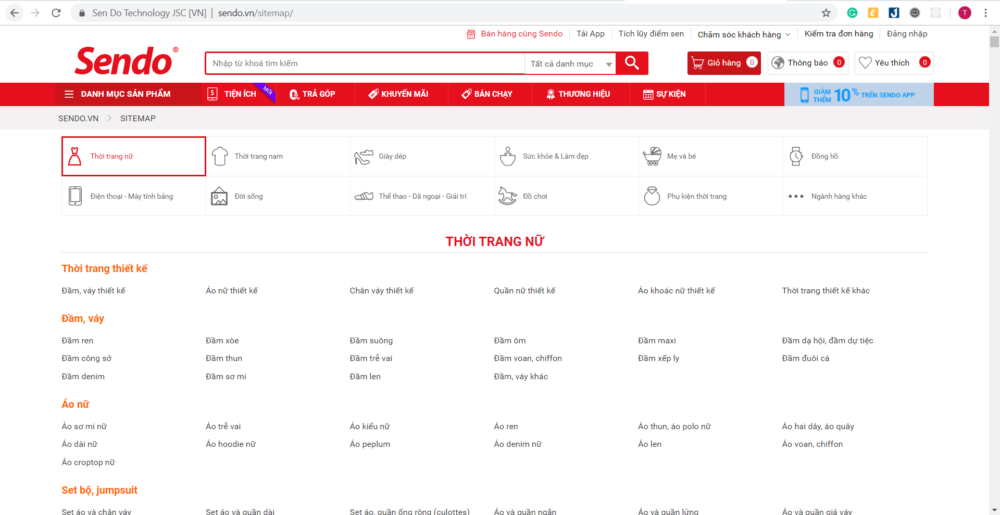 Sen Do Technology JSC [VN] | sendo.vn/sitemap/
T
Bán hàng cùng Sendo Tải App Tích lũy điểm sen Chăm sóc khách hàng Kiểm tra đơn hàng Đăng nhập
Sendo®
Nhập từ khoá tìm kiếm Tất cả danh mục
Giỏ hàng 0 Thông báo 0 Yêu thích 0
DANH MỤC SẢN PHẨM TIỆN ÍCH MỚI TRẢ GÓP KHUYẾN MÃI BÁN CHẠY THƯƠNG HIỆU SỰ KIỆN GIẢM THÊM 10% TRÊN SENDO APP
SENDO.VN SITEMAP
Thời trang nữ Thời trang nam Giày dép Sức khỏe & Làm đẹp Mẹ và bé Đồng hồ
Điện thoại - Máy tính bảng Đời sống Thể thao - Dã ngoại - Giải trí Đồ chơi Phụ kiện thời trang Ngành hàng khác
THỜI TRANG NỮ
Thời trang thiết kế
Đầm, váy thiết kế Áo nữ thiết kế Chân váy thiết kế Quần nữ thiết kế Áo khoác nữ thiết kế Thời trang thiết kế khác
Đầm, váy
Đầm ren Đầm xòe Đầm suông Đầm ôm Đầm maxi Đầm dạ hội, đầm dự tiệc
Đầm công sở Đầm thun Đầm trễ vai Đầm voan, chiffon Đầm xếp ly Đầm đuôi cá
Đầm denim Đầm sơ mi Đầm len Đầm, váy khác
Áo nữ
Áo sơ mi nữ Áo trễ vai Áo kiểu nữ Áo ren Áo thun, áo polo nữ Áo hai dây, áo quây
Áo dài nữ Áo hoodie nữ Áo peplum Áo denim nữ Áo len Áo voan, chiffon
Áo croptop nữ
Set bộ, jumpsuit
Set áo và chân váy Set áo và quần dài Set áo, quần ống rộng (culottes) Áo và quần ngắn Áo và quần lửng Áo và quần giả váy